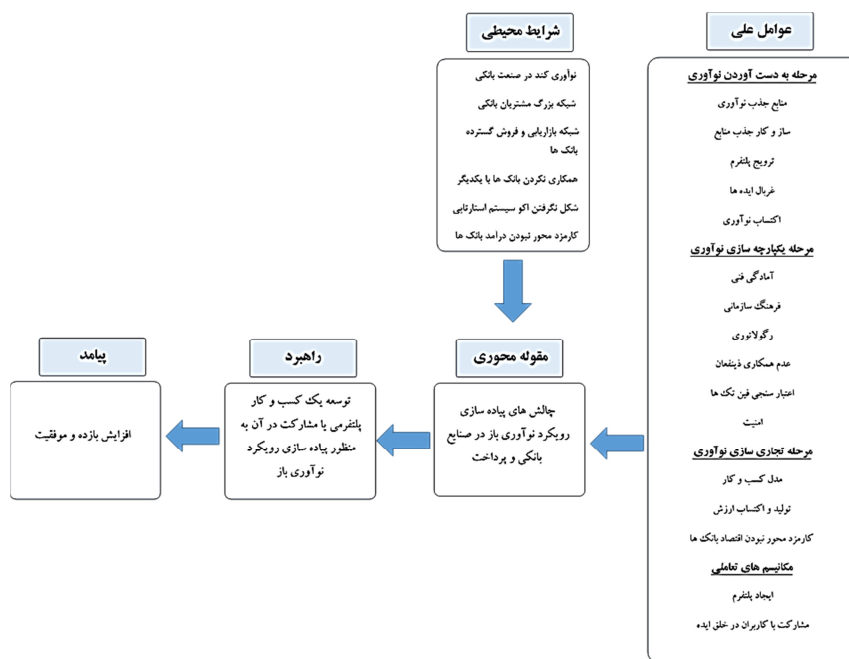 عوامل علی
مرحله به دست آوردن نوآوری
منابع جذب نوآوری
ساز و کار جذب منابع
ترویج پلتفرم
غربال ایده ها
اکتساب نوآوری
مرحله یکپارچه سازی نوآوری
آمادگی فنی
فرهنگ سازمانی
رگولاتوری
عدم همکاری ذینفعان
اعتبار سنجی فین تک ها
امنیت
مرحله تجاری سازی نوآوری
مدل کسب و کار
تولید و اکتساب ارزش
کارمزد محور نبودن اقتصاد بانک ها
مکانیسم های تعاملی
ایجاد پلتفرم
مشارکت با کاربران در خلق ایده
شرایط محیطی
نوآوری کند در صنعت بانکی
شبکه بزرگ مشتریان بانکی
شبکه بازاریابی و فروش گسترده
بانک ها
همکاری نکردن بانک ها با یکدیگر
شکل نگرفتن اکو سیستم استارتاپی
کارمزد محور نبودن درآمد بانک ها
مقوله محوری
چالش های پیاده سازی
رویکرد نوآوری باز در صنایع
بانکی و پرداخت
راهبرد
توسعه یک کسب و کار
پلتفرمی یا مشارکت در آن به
منظور پیاده سازی رویکرد
نوآوری باز
پیامد
افزایش بازده و موفقیت